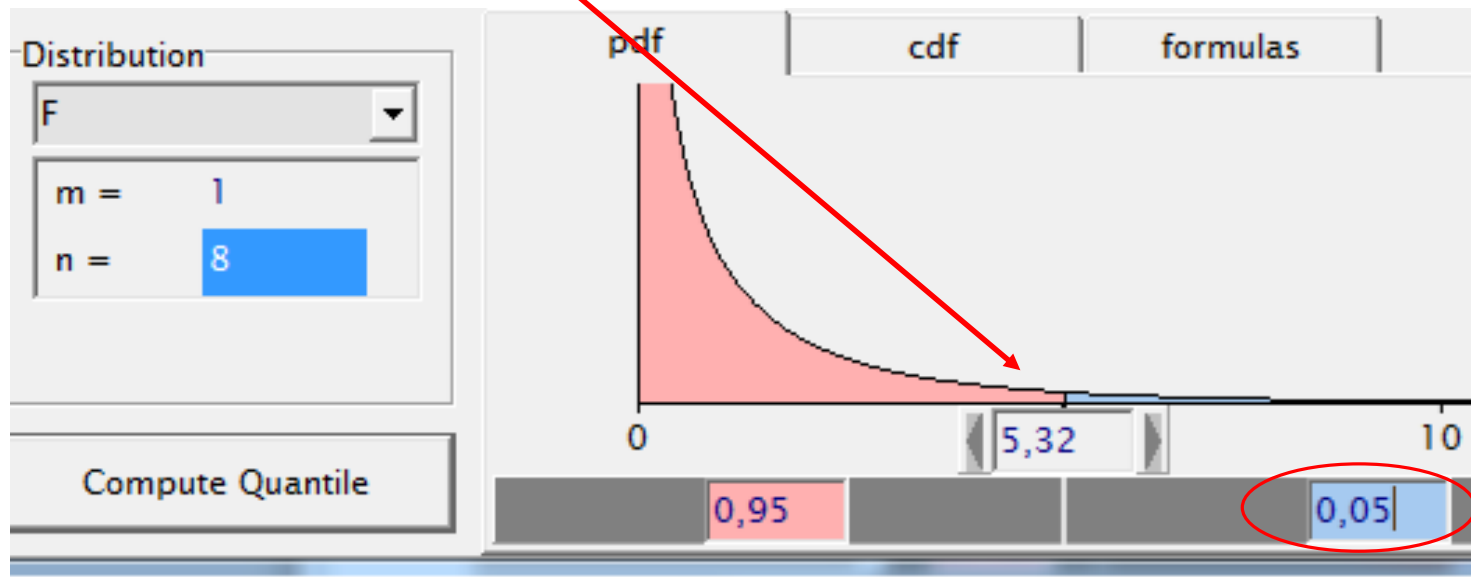 Distribution
F
m = 1
n = 8
Compute Quantile
pdf cdf formulas
0 5,32 10
0,95 0,05